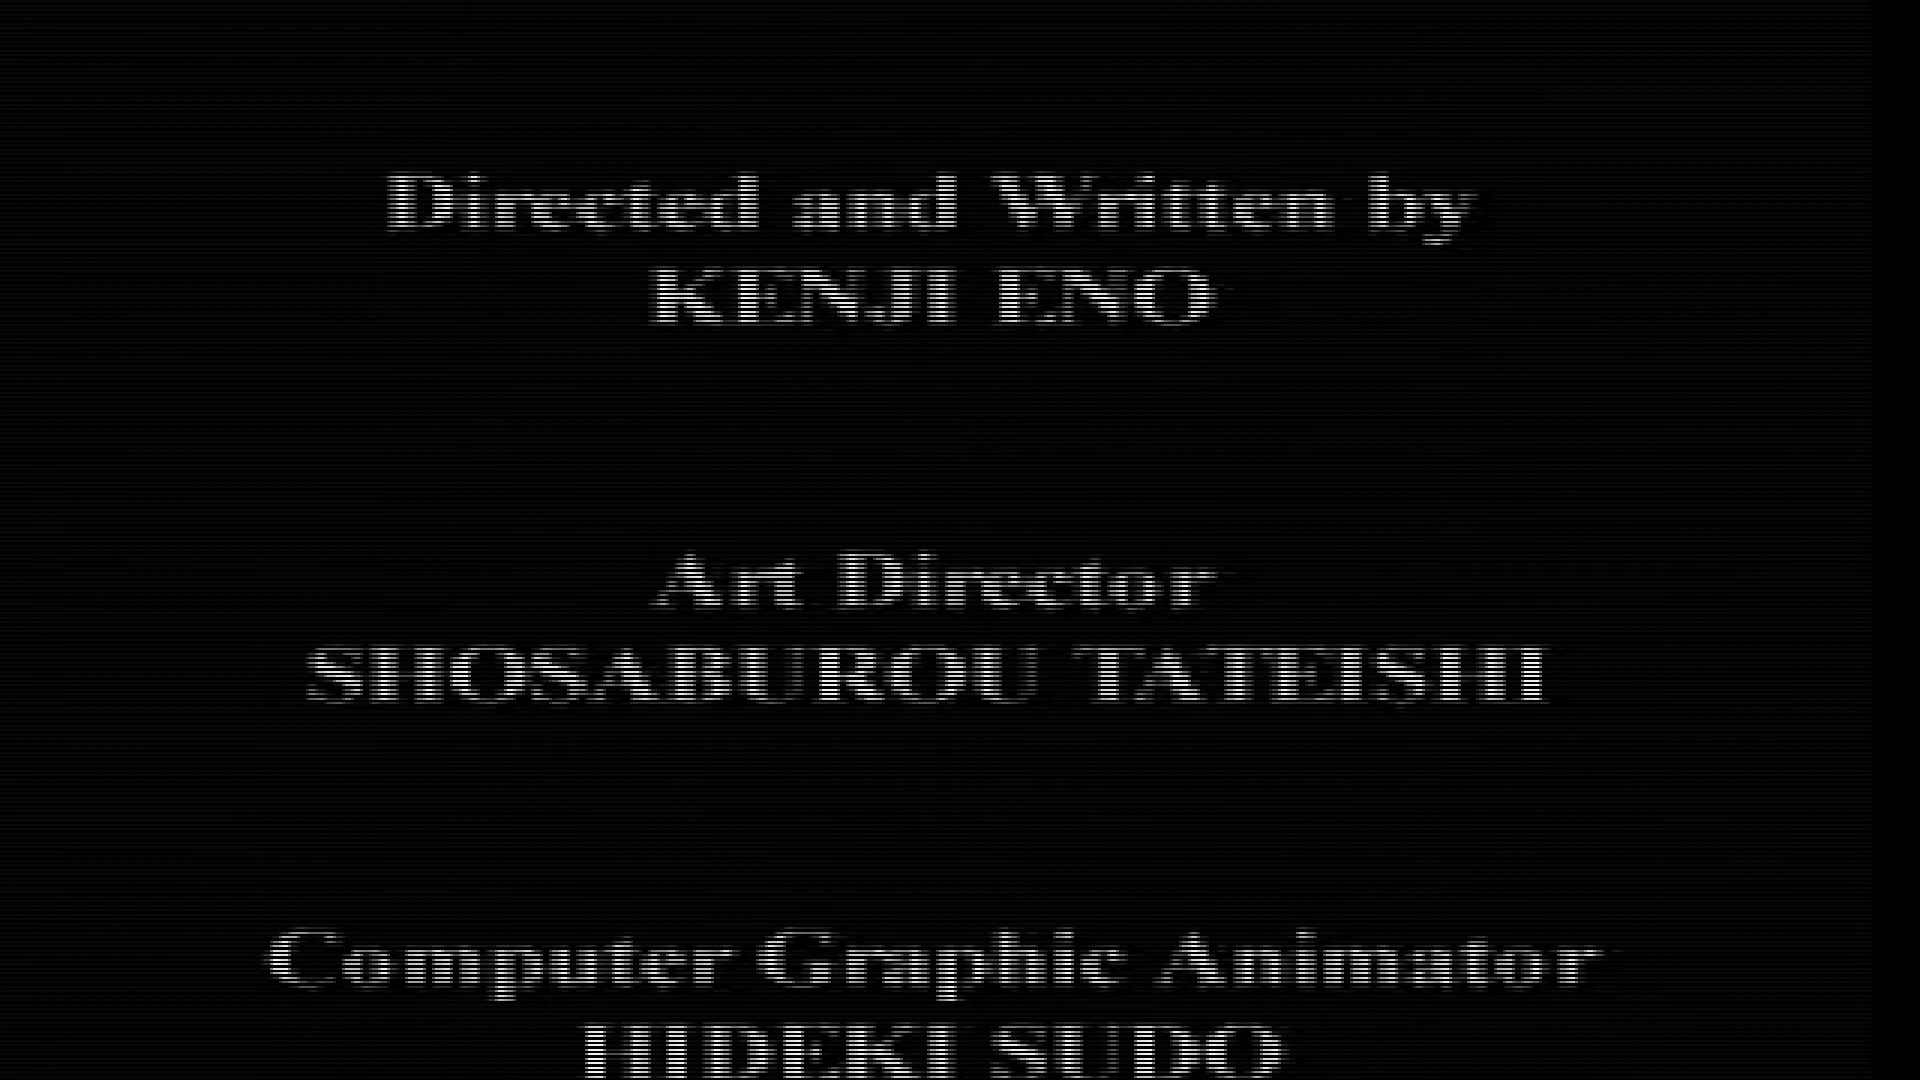 Directed and Written by
KENJI ENO
Art Director
SHOSABUROU TATEISHI
Computer Graphic Animator
HIDEKI SUDO